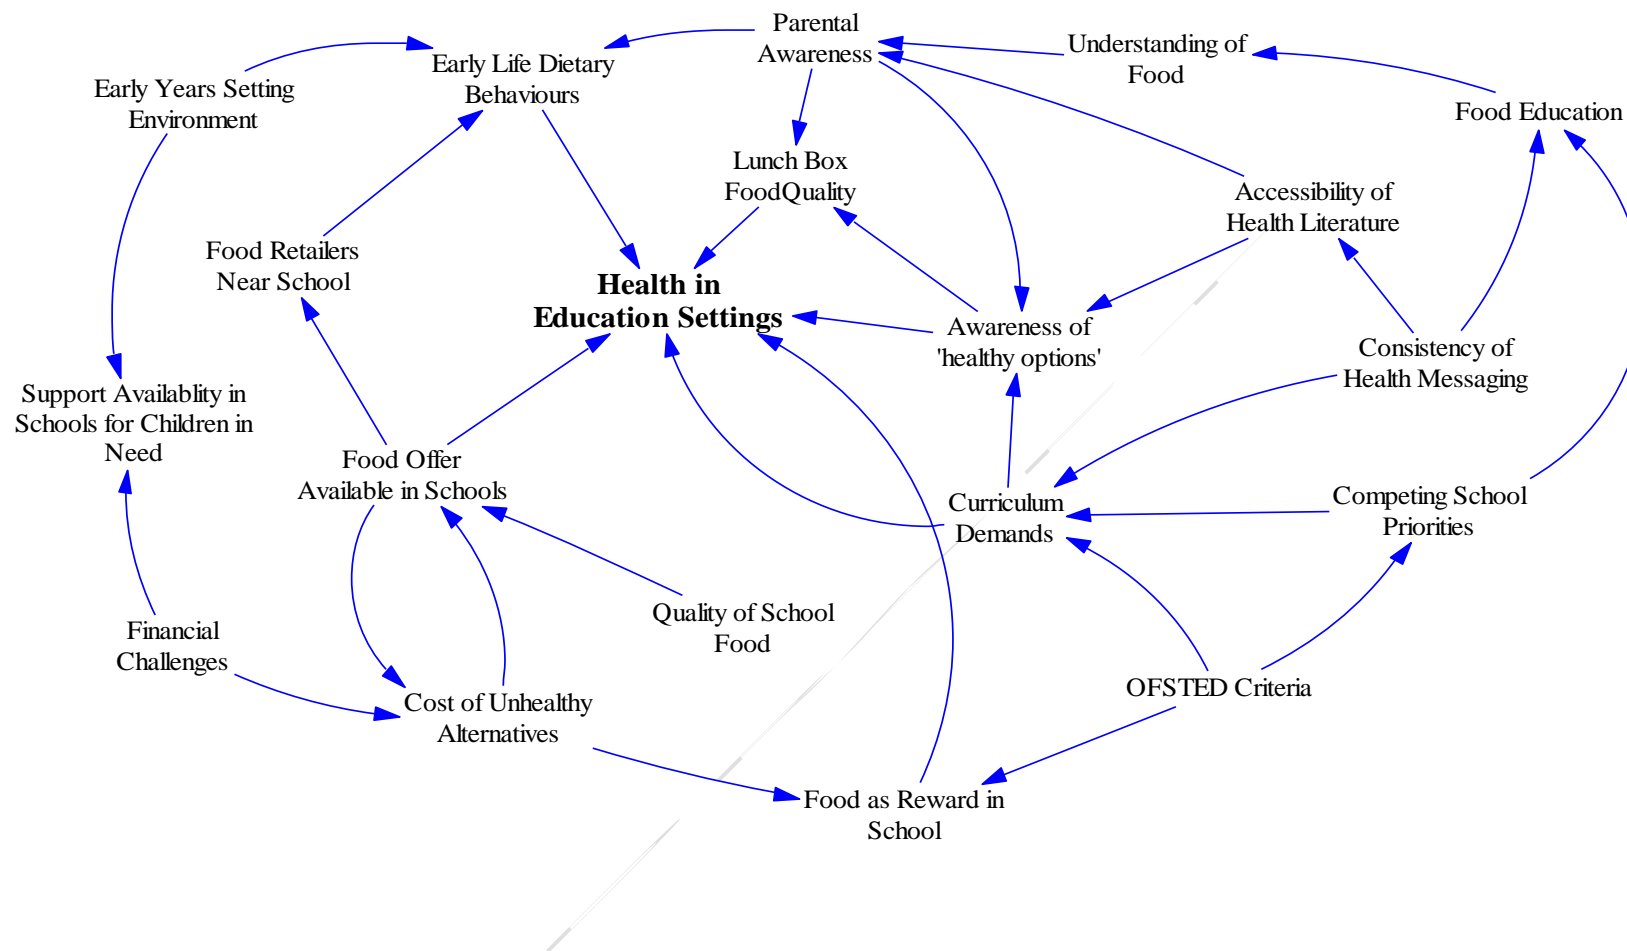 Parental
Awareness
Understanding of
Food
Early Life Dietary
Behaviours
Early Years Setting
Environment
Food Education
Lunch Box
FoodQuality
Accessibility of
Health Literature
Food Retailers
Near School
Health in
Education Settings
Awareness of
'healthy options'
Consistency of
Health Messaging
Support Availablity in
Schools for Children in
Need
Food Offer
Available in Schools
Curriculum
Demands
Competing School
Priorities
Quality of School
Food
Financial
Challenges
OFSTED Criteria
Cost of Unhealthy
Alternatives
Food as Reward in
School